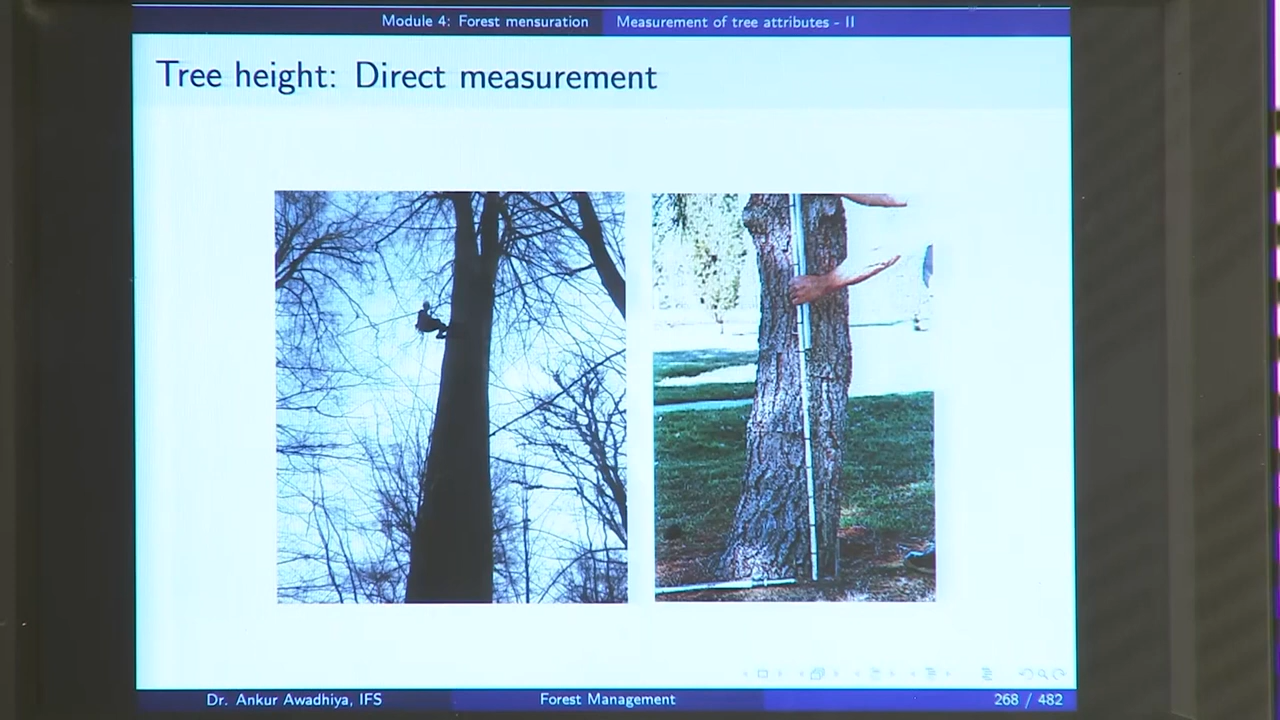 Module 4: Forest mensuration Measurement of tree attributes - II
Tree height: Direct measurement
Dr. Ankur Awadhiya, IFS Forest Management 268 / 482